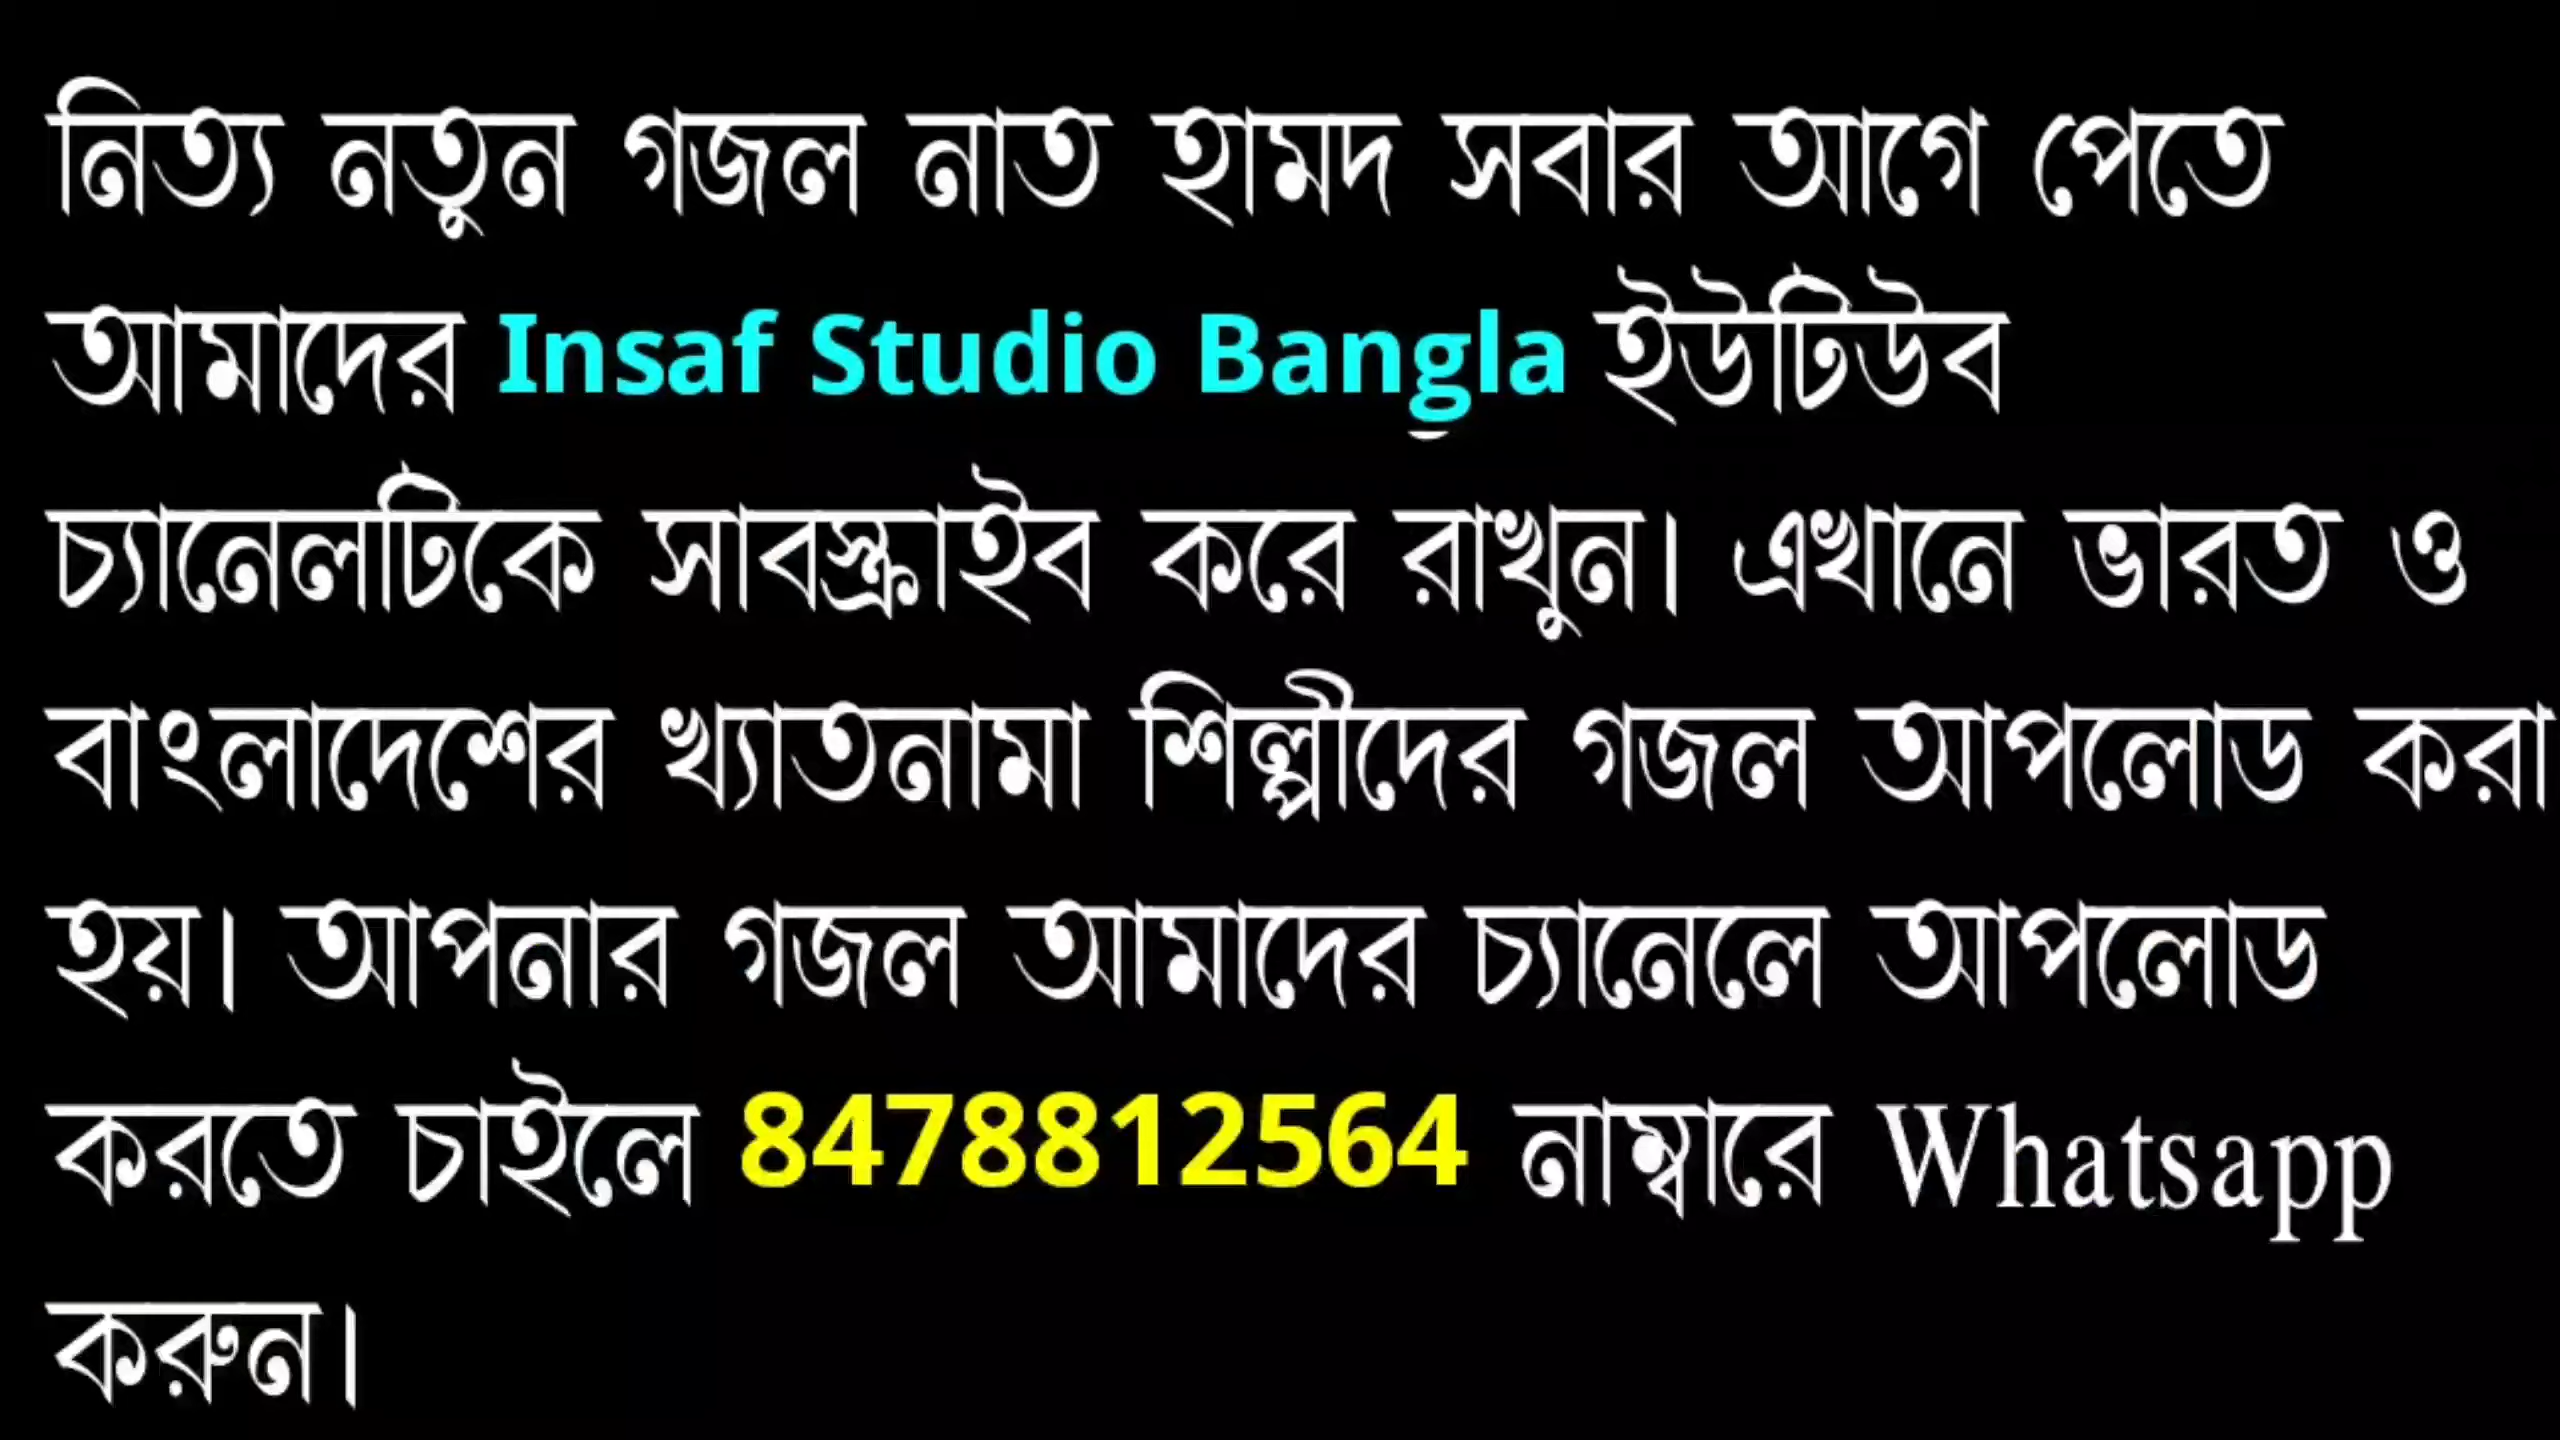 নিত্য নতুন গজল নাত হামদ সবার আগে পেতে
আমাদের Insaf Studio Bangla ইউটিউব
চ্যানেলটিকে সাবস্ক্রাইব করে রাখুন। এখানে ভারত ও
বাংলাদেশের খ্যাতনামা শিল্পীদের গজল আপলোড করা
হয়। আপনার গজল আমাদের চ্যানেলে আপলোড
করতে চাইলে 8478812564 নাম্বারে Whatsapp
করুন।